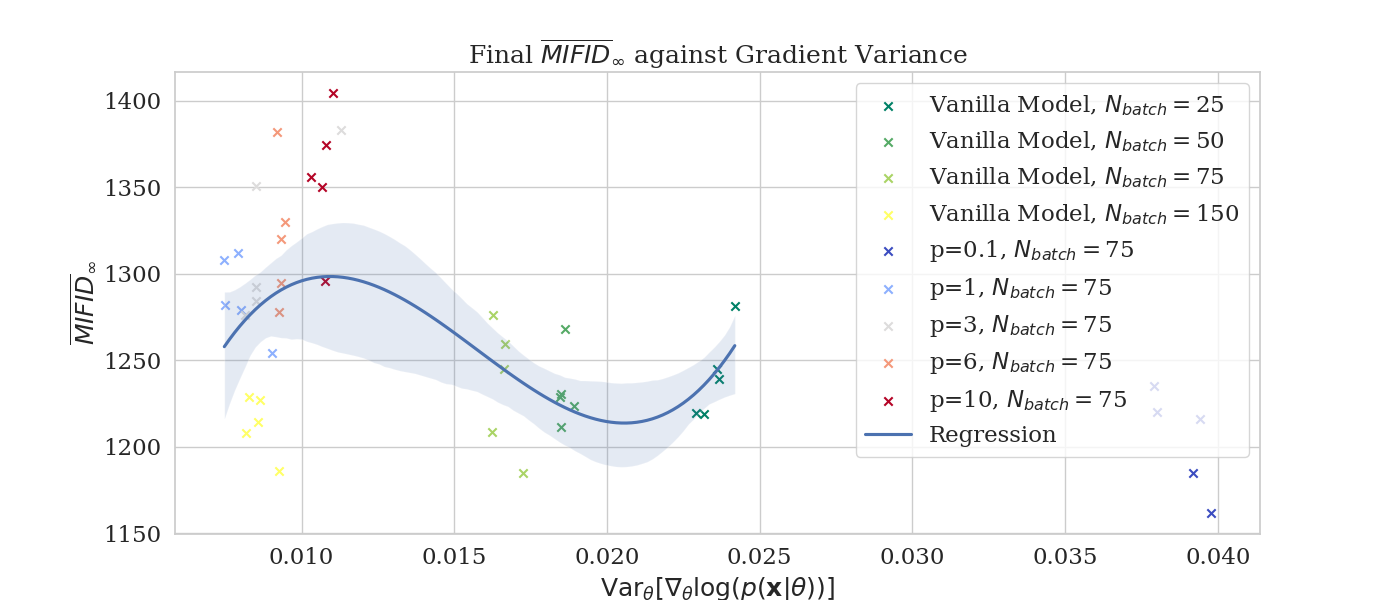 Final $\overline{MIFID}_\infty$ against Gradient Variance
$\overline{MIFID}_\infty$
1400
1350
1300
1250
1200
1150
0.010 0.015 0.020 0.025 0.030 0.035 0.040
$\mathrm{Var}_\theta[\nabla_\theta \log(p(\mathbf{x}|\theta))]$
Vanilla Model, $N_{batch} = 25$
Vanilla Model, $N_{batch} = 50$
Vanilla Model, $N_{batch} = 75$
Vanilla Model, $N_{batch} = 150$
p=0.1, $N_{batch} = 75$
p=1, $N_{batch} = 75$
p=3, $N_{batch} = 75$
p=6, $N_{batch} = 75$
p=10, $N_{batch} = 75$
Regression